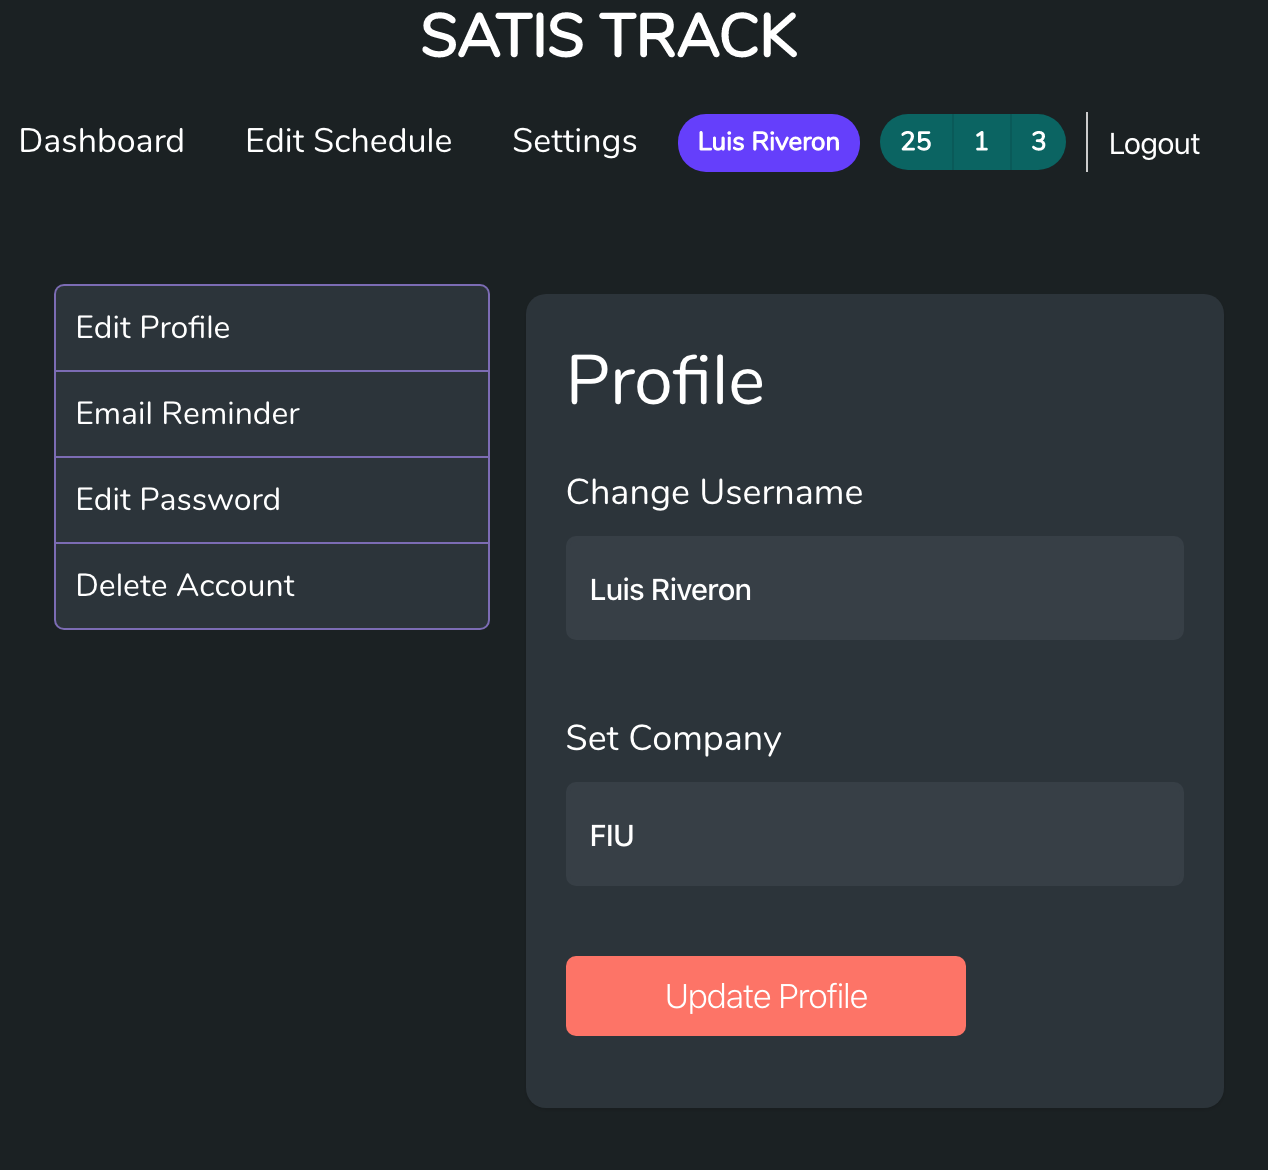 SATIS TRACK
Dashboard Edit Schedule Settings Luis Riveron 25 1 3 Logout
Edit Profile
Email Reminder
Edit Password
Delete Account
Profile
Change Username
Luis Riveron
Set Company
FIU
Update Profile